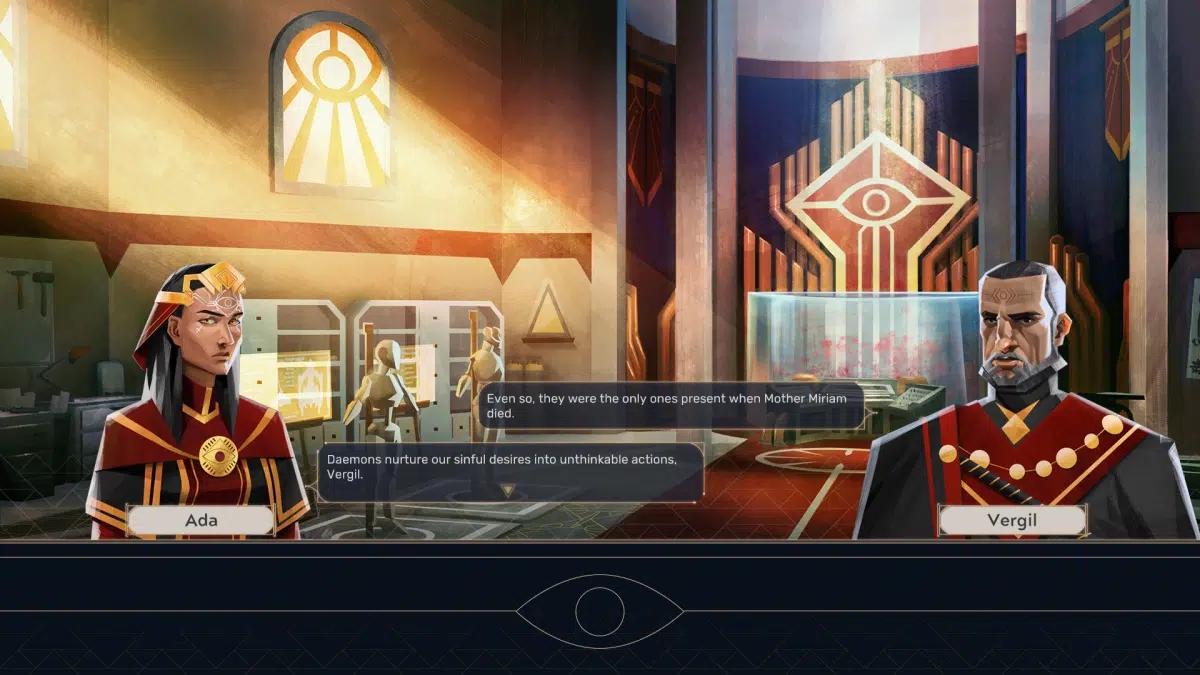 Even so, they were the only ones present when Mother Miriam
died.
Daemons nurture our sinful desires into unthinkable actions,
Vergil.
Ada
Vergil